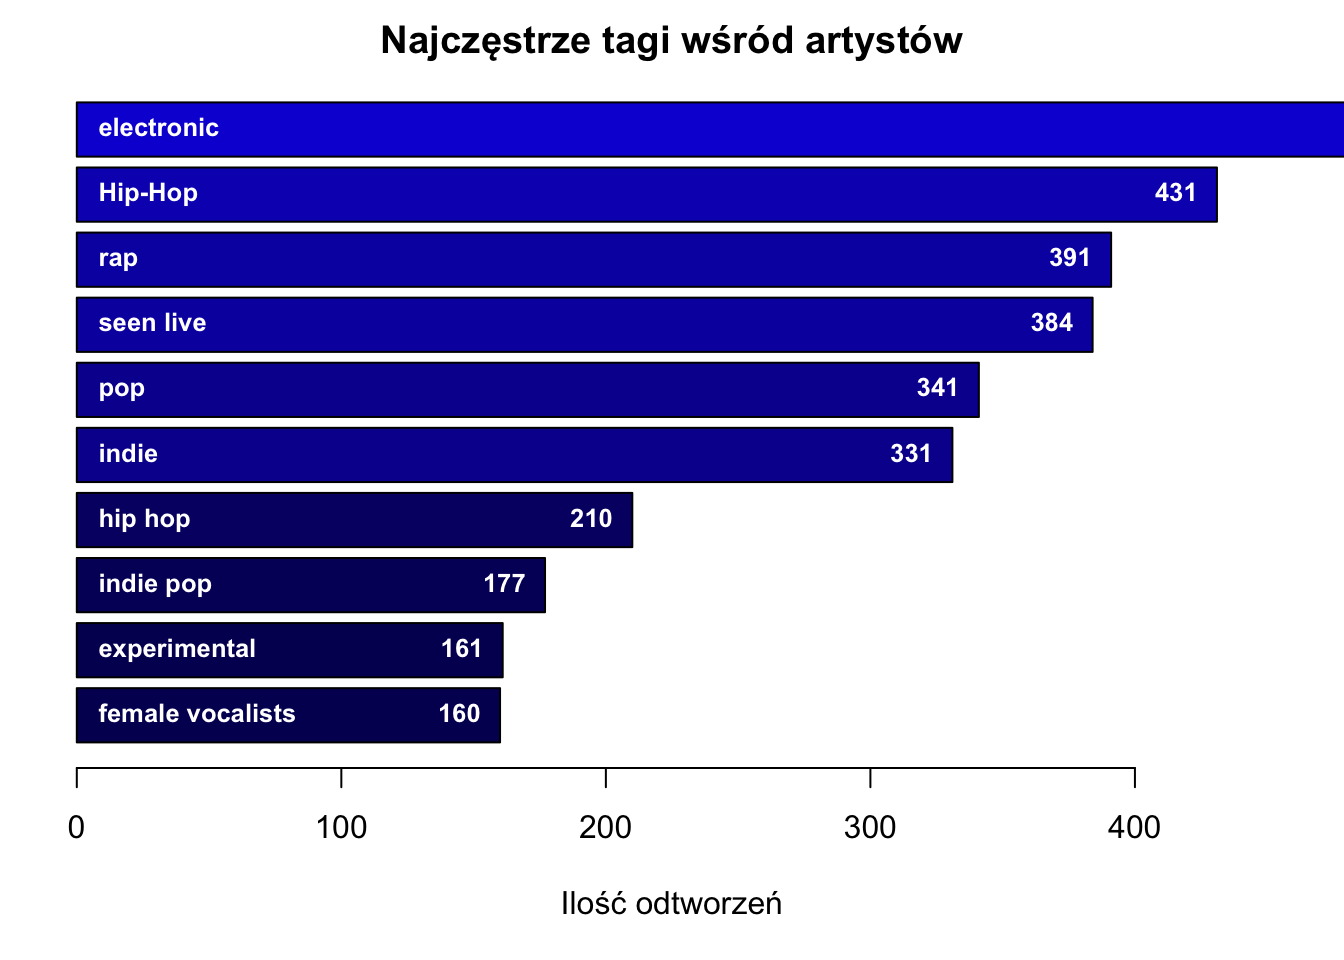 Najczęstrze tagi wśród artystów
electronic
Hip-Hop 431
rap 391
seen live 384
pop 341
indie 331
hip hop 210
indie pop 177
experimental 161
female vocalists 160
0 100 200 300 400
Ilość odtworzeń